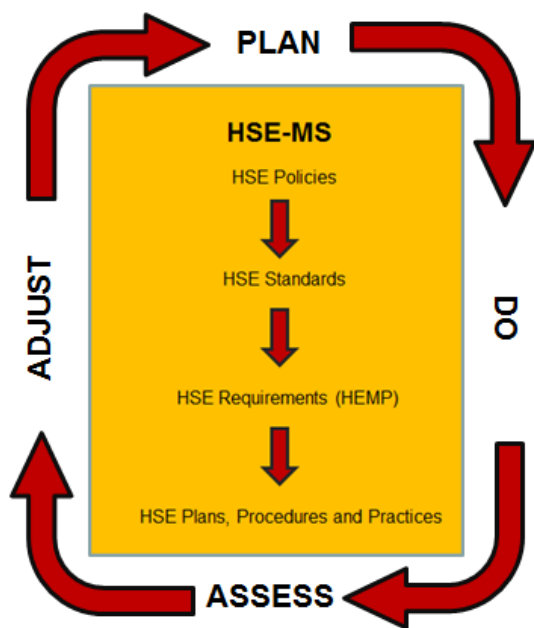 PLAN
HSE-MS
HSE Policies
HSE Standards
HSE Requirements (HEMP)
HSE Plans, Procedures and Practices
DO
ASSESS
ADJUST